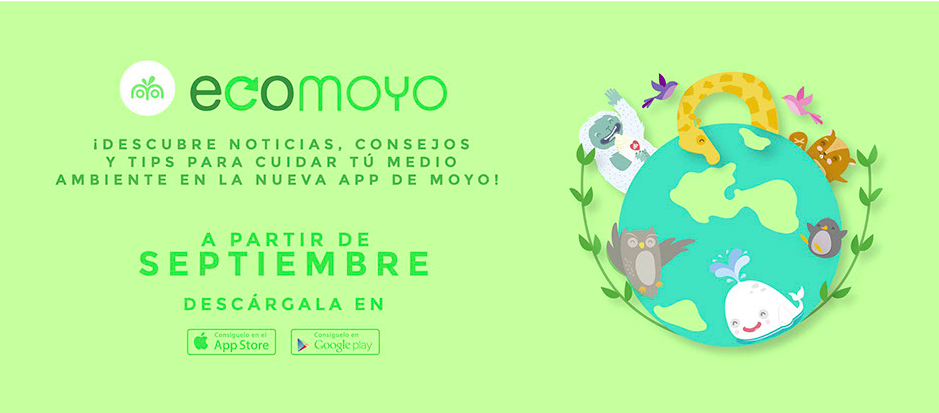 ecomoyo
¡DESCUBRE NOTICIAS, CONSEJOS
Y TIPS PARA CUIDAR TÚ MEDIO
AMBIENTE EN LA NUEVA APP DE MOYO!
A PARTIR DE
SEPTIEMBRE
DESCÁRGALA EN
Consíguelo en el
App Store
Consíguelo en
Google play